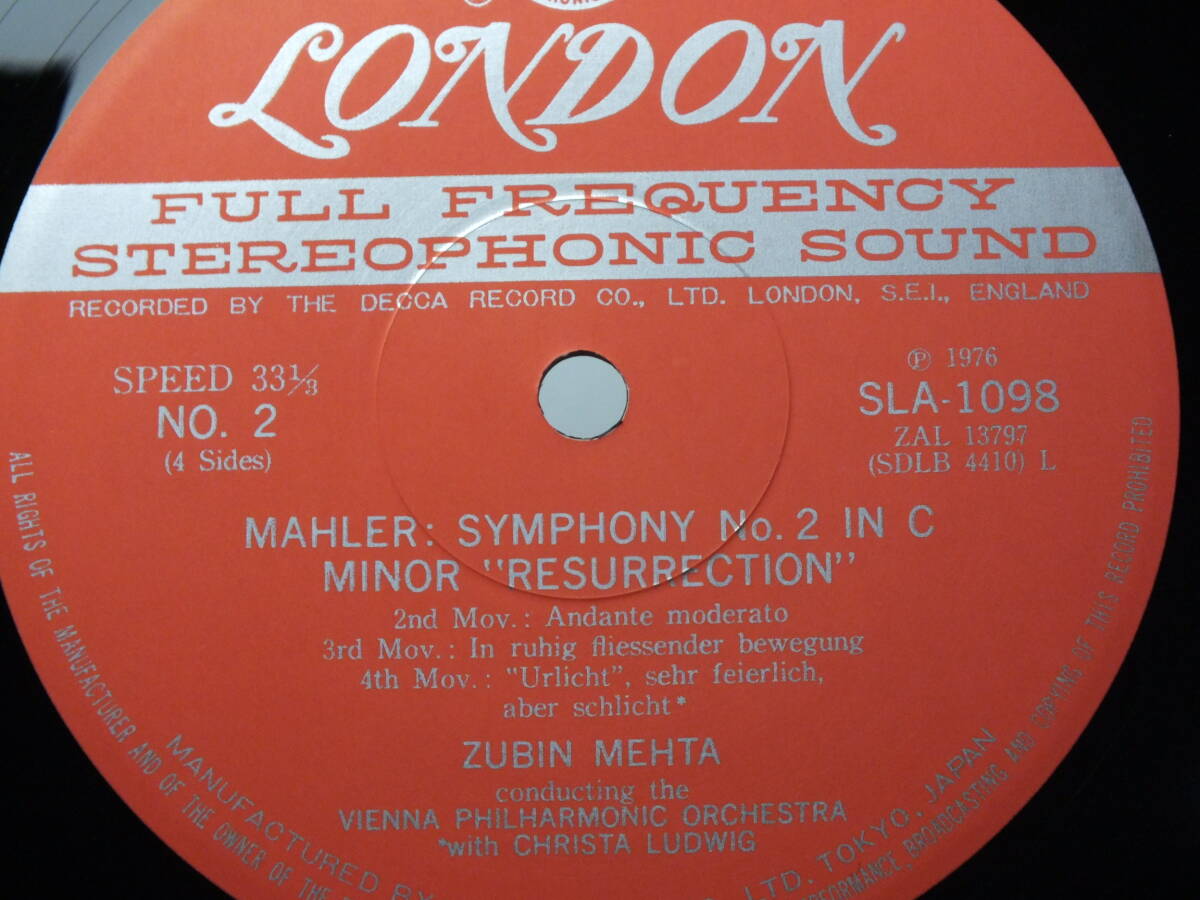 LONDON
FULL FREQUENCY
STEREOPHONIC SOUND
RECORDED BY THE DECCA RECORD CO., LTD. LONDON, S.E.I., ENGLAND
SPEED 33⅓
NO. 2
(4 Sides)
℗ 1976
SLA-1098
ZAL 13797
(SDLB 4410) L
MAHLER: SYMPHONY No. 2 IN C
MINOR "RESURRECTION"
2nd Mov.: Andante moderato
3rd Mov.: In ruhig fliessender bewegung
4th Mov.: "Urlicht", sehr feierlich,
aber schlicht*
ZUBIN MEHTA
conducting the
VIENNA PHILHARMONIC ORCHESTRA
*with CHRISTA LUDWIG
MANUFACTURED BY
LTD. TOKYO, JAPAN
ALL RIGHTS OF THE MANUFACTURER AND OF THE OWNER OF THE
BROADCASTING AND COPYING OF THIS RECORD PROHIBITED